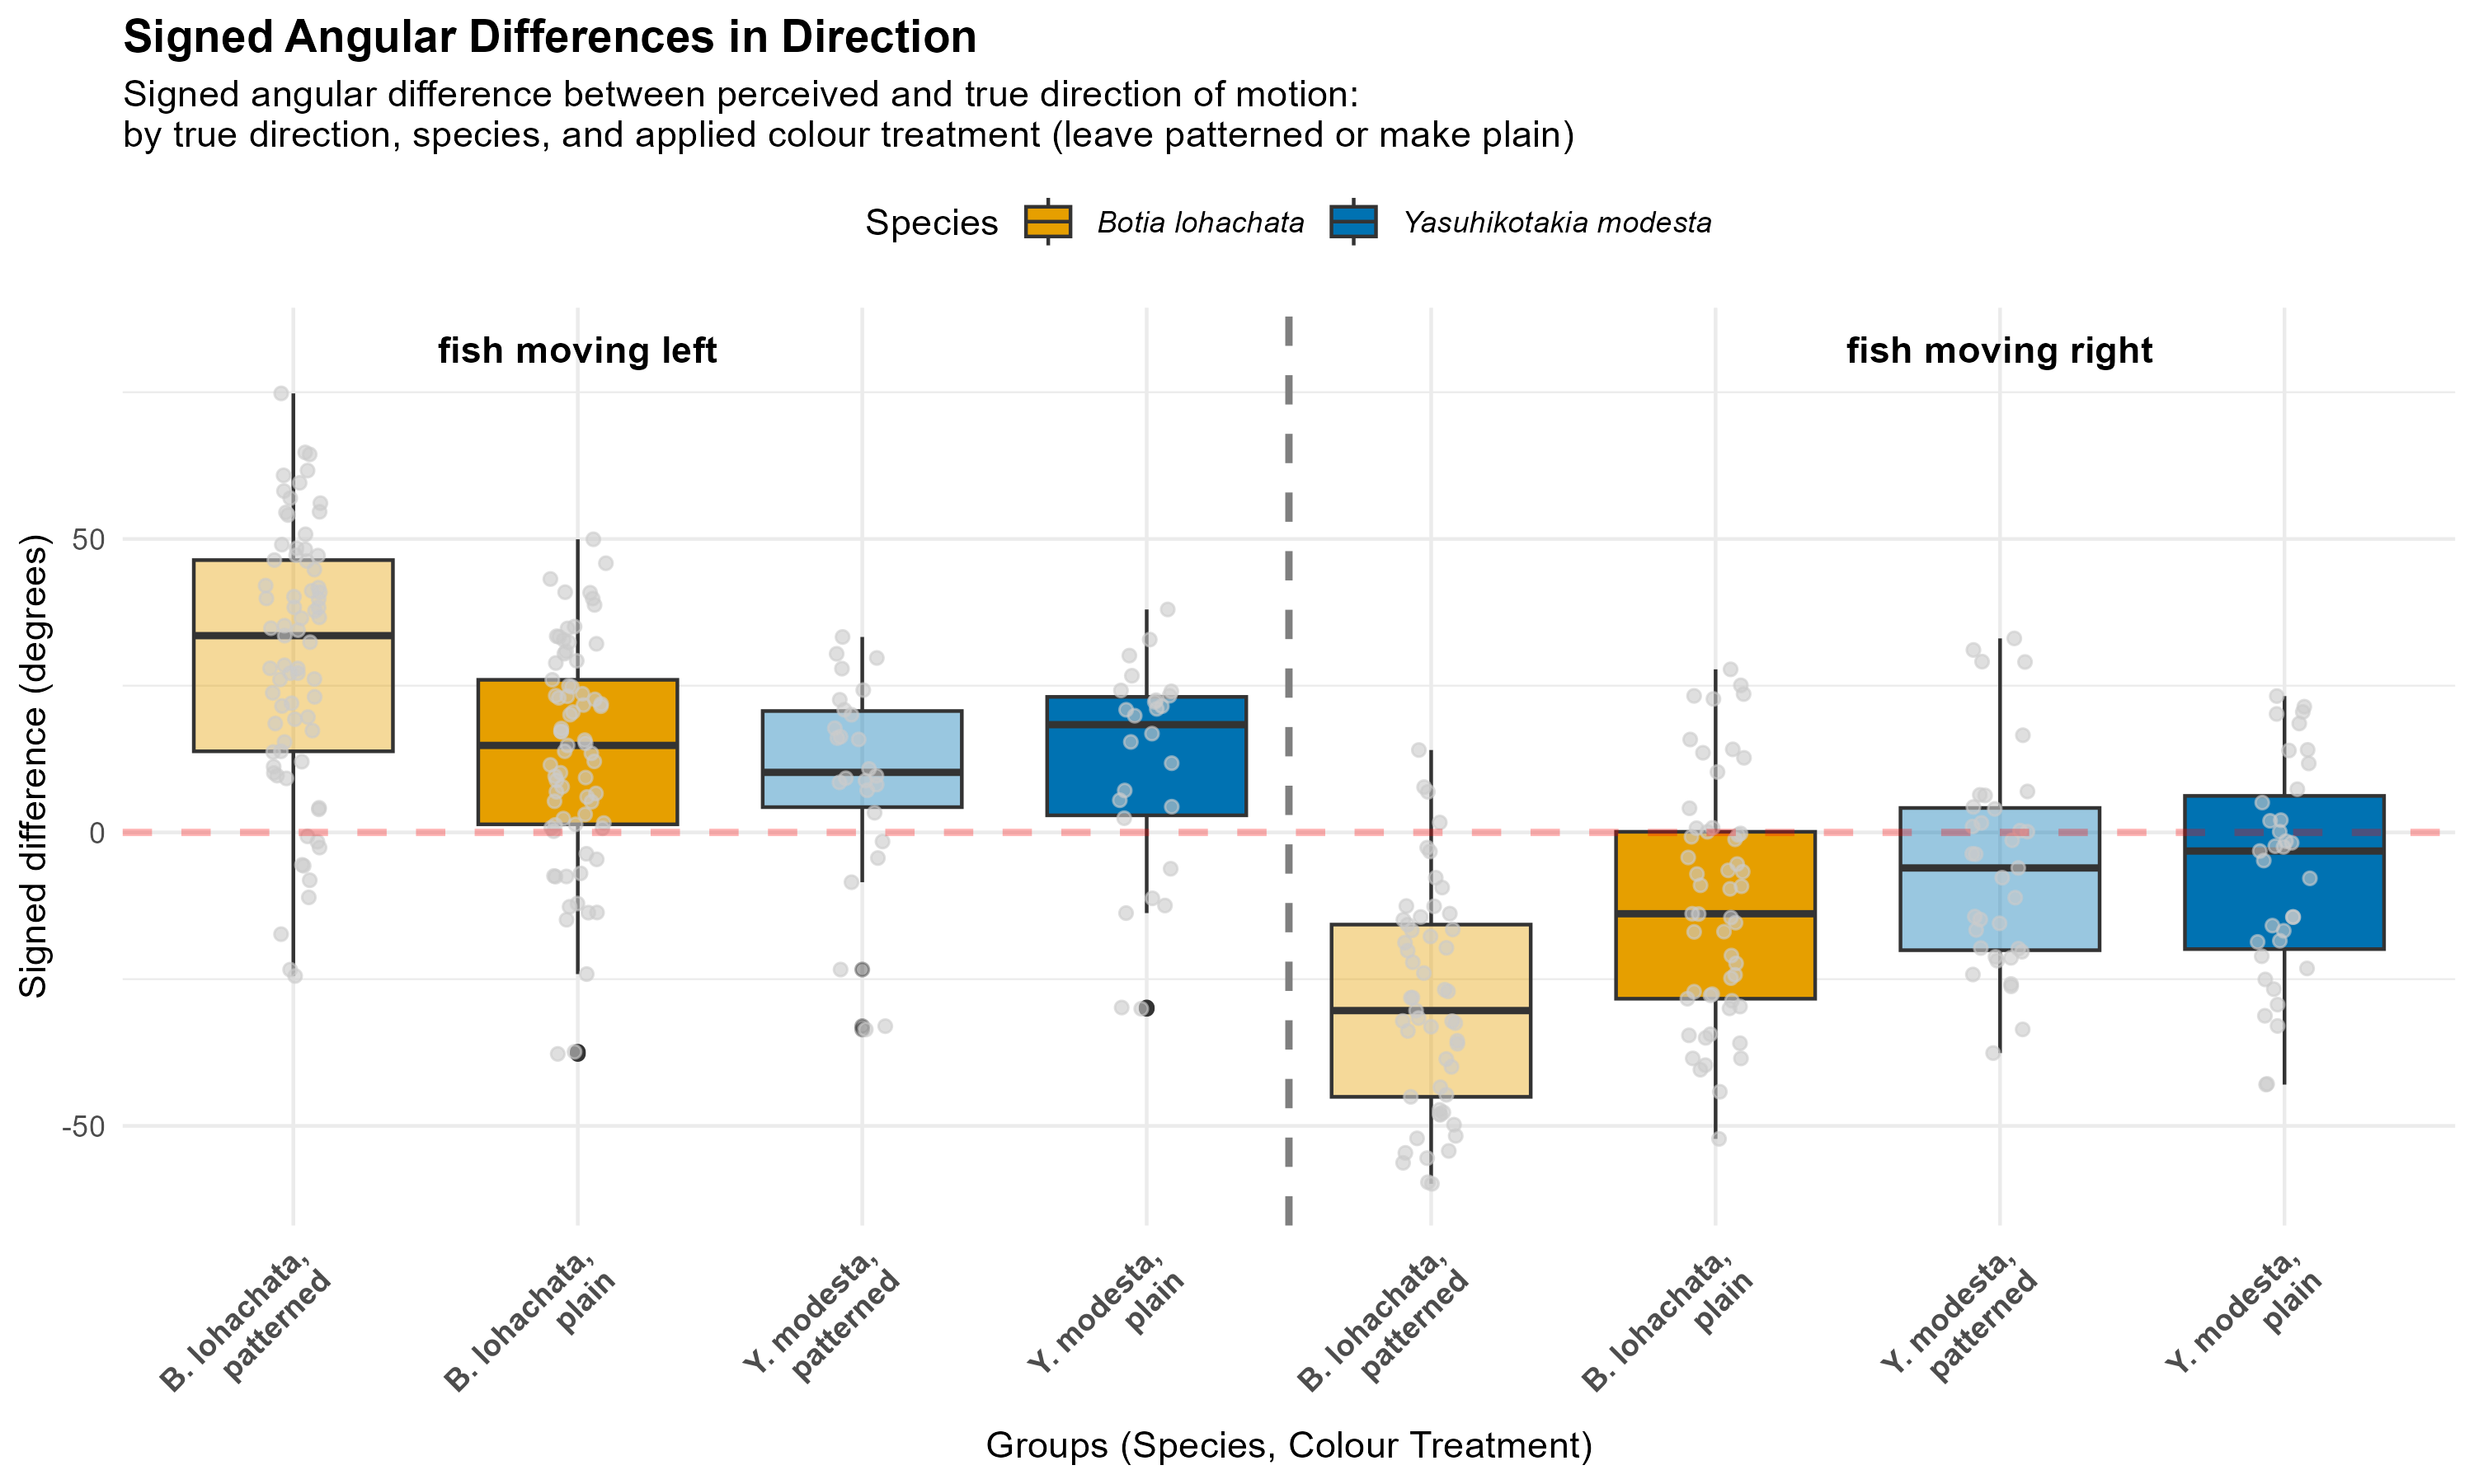 Signed Angular Differences in Direction
Signed angular difference between perceived and true direction of motion:
by true direction, species, and applied colour treatment (leave patterned or make plain)
Species Botia lohachata Yasuhikotakia modesta
fish moving left
fish moving right
Signed difference (degrees)
50
0
-50
B. lohachata,
patterned
B. lohachata,
plain
Y. modesta,
patterned
Y. modesta,
plain
B. lohachata,
patterned
B. lohachata,
plain
Y. modesta,
patterned
Y. modesta,
plain
Groups (Species, Colour Treatment)